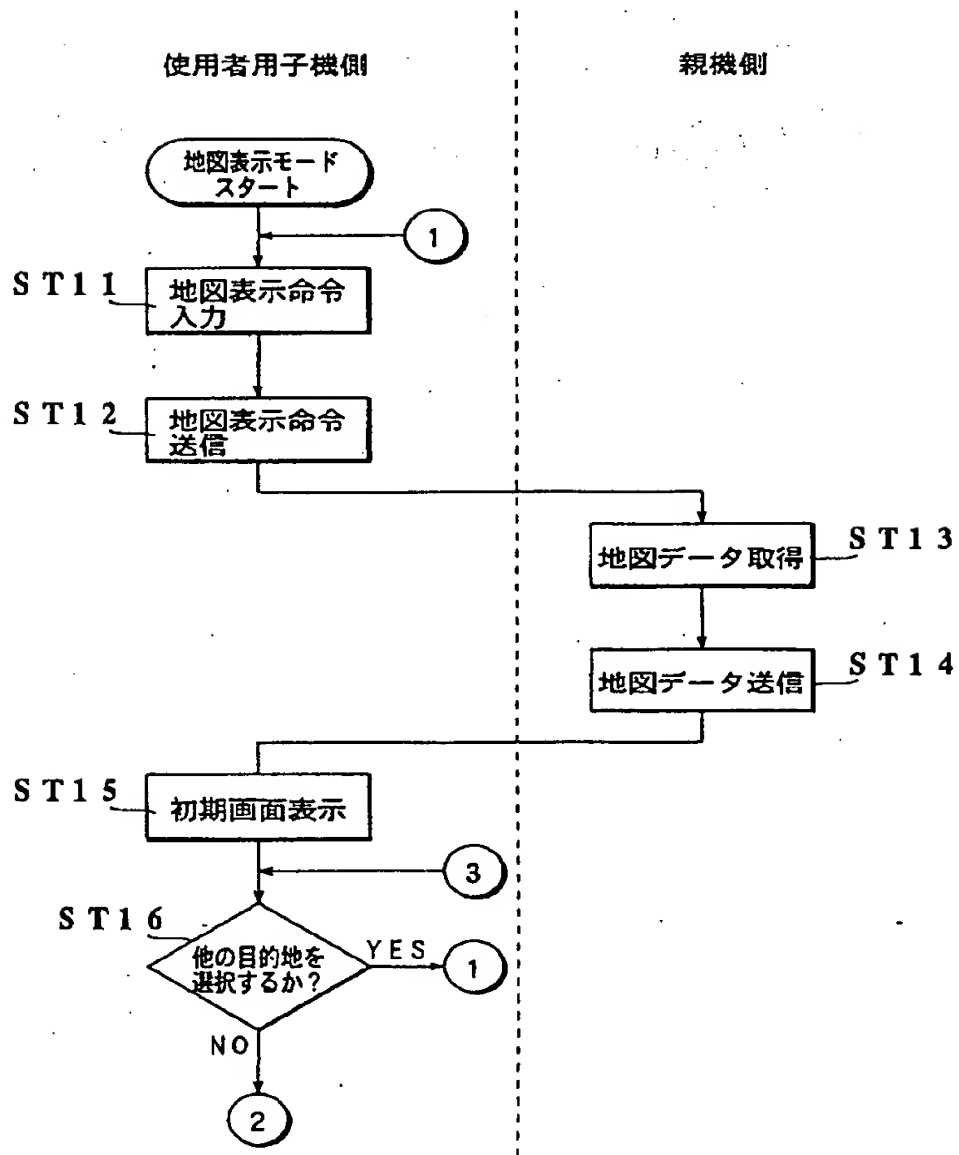 使用者用子機側
親機側
地図表示モード
スタート
1
ST11
地図表示命令
入力
ST12
地図表示命令
送信
ST13
地図データ取得
ST14
地図データ送信
ST15
初期画面表示
3
ST16
他の目的地を
選択するか?
YES
1
NO
2